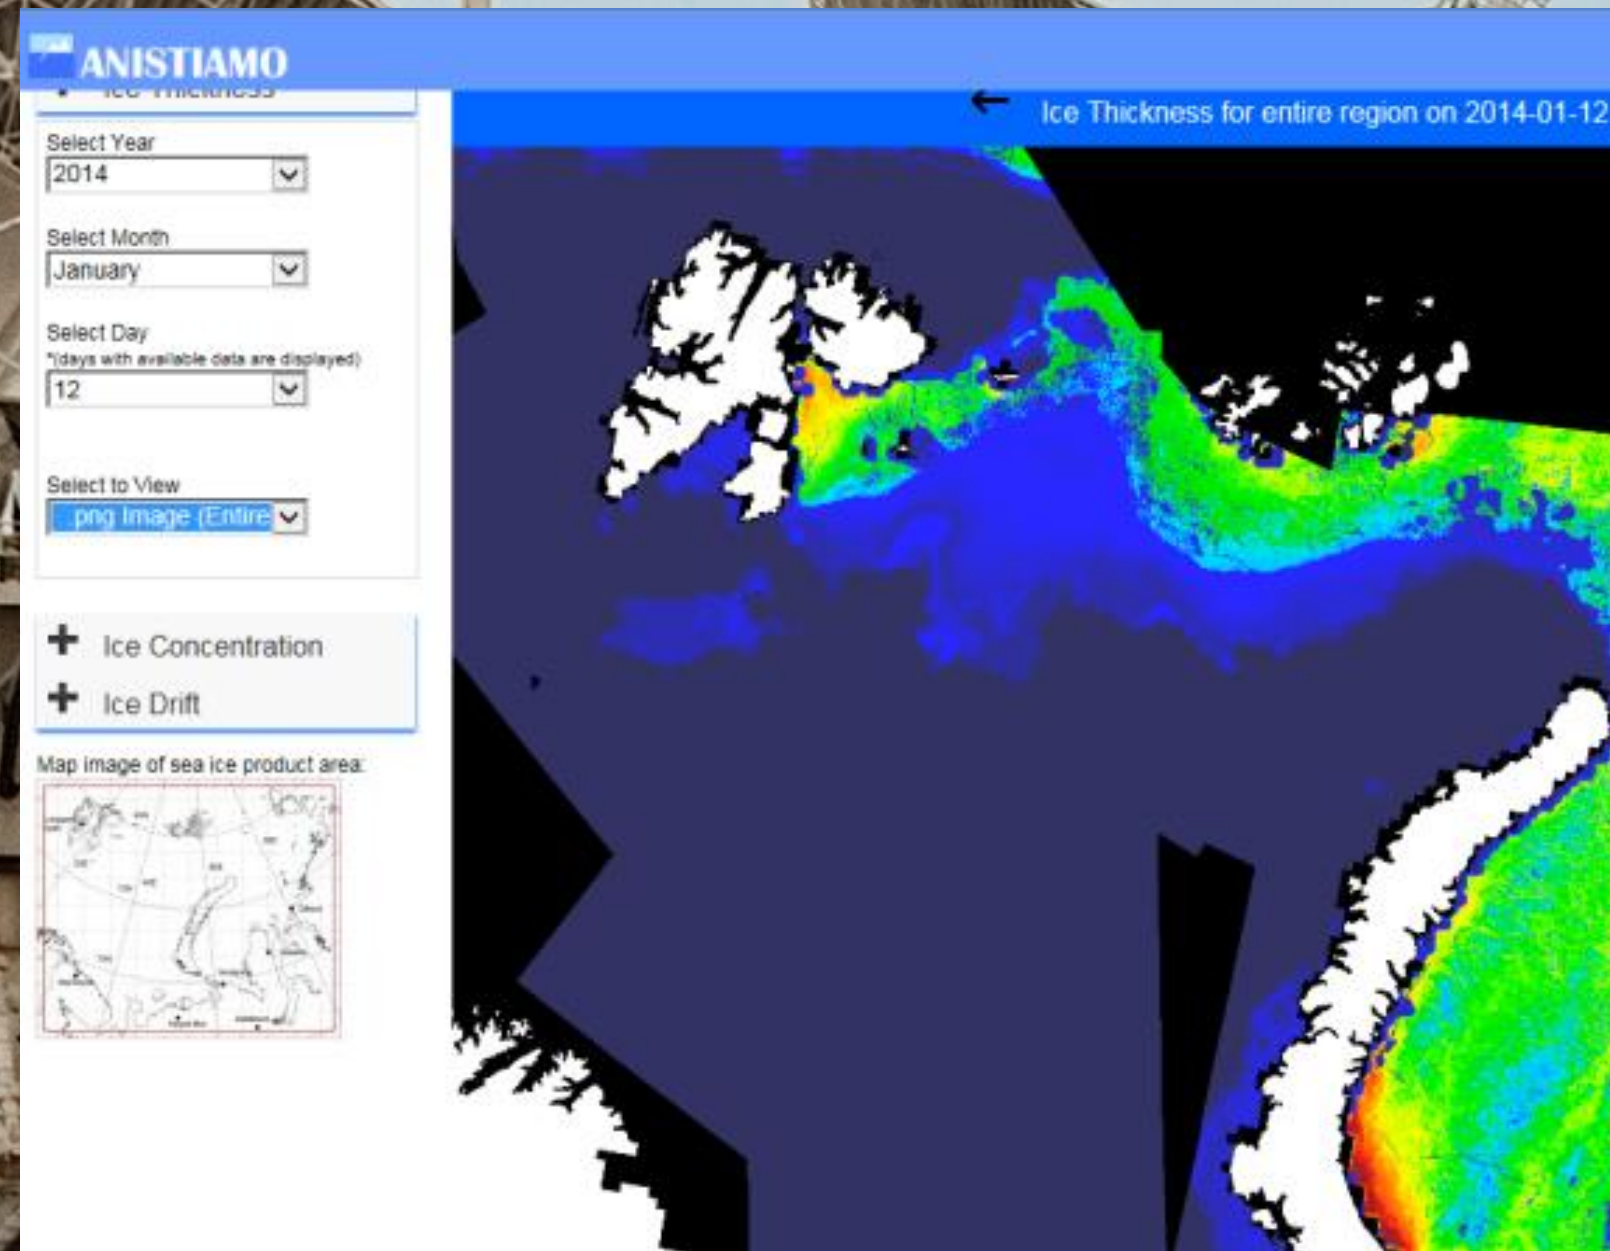 ANISTIAMO
Ice Thickness
Select Year
2014
Select Month
January
Select Day
*(days with available data are displayed)
12
Select to View
png Image (Entire
Ice Concentration
Ice Drift
Map image of sea ice product area:
Ice Thickness for entire region on 2014-01-12